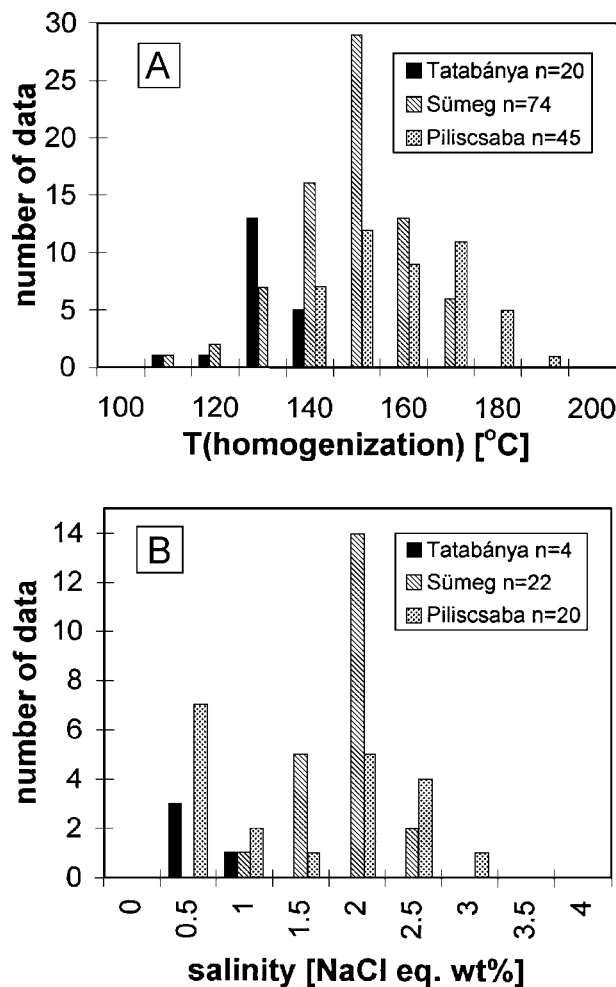 A
Tatabánya n=20
Sümeg n=74
Piliscsaba n=45
number of data
30
25
20
15
10
5
0
100 120 140 160 180 200
T(homogenization) [°C]
B
Tatabánya n=4
Sümeg n=22
Piliscsaba n=20
number of data
14
12
10
8
6
4
2
0
0 0.5 1 1.5 2 2.5 3 3.5 4
salinity [NaCl eq. wt%]